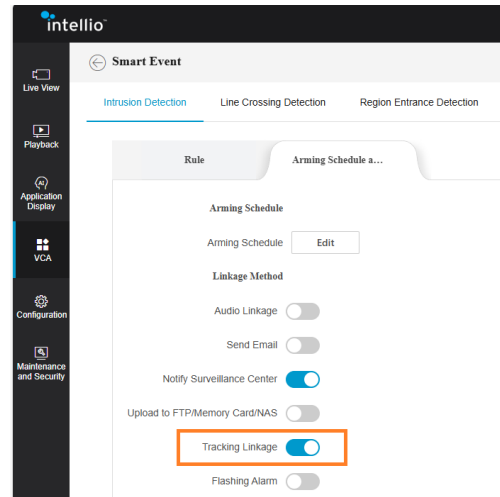 intellio
Smart Event
Live View
Intrusion Detection Line Crossing Detection Region Entrance Detection
Playback
Rule Arming Schedule a...
AI
Application
Display
Arming Schedule
Arming Schedule Edit
VCA
Linkage Method
Configuration
Audio Linkage
Send Email
Maintenance
and Security
Notify Surveillance Center
Upload to FTP/Memory Card/NAS
Tracking Linkage
Flashing Alarm